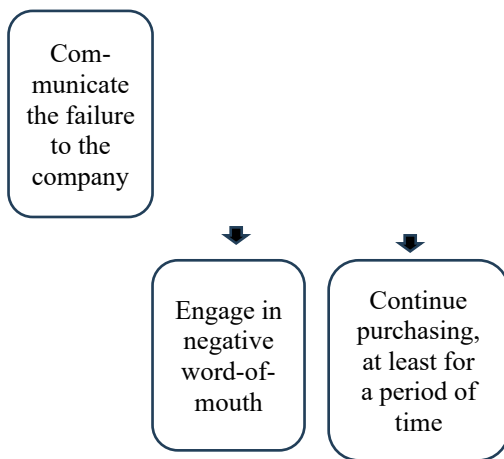 Com-
municate
the failure
to the
company
Engage in
negative
word-of-
mouth
Continue
purchasing,
at least for
a period of
time